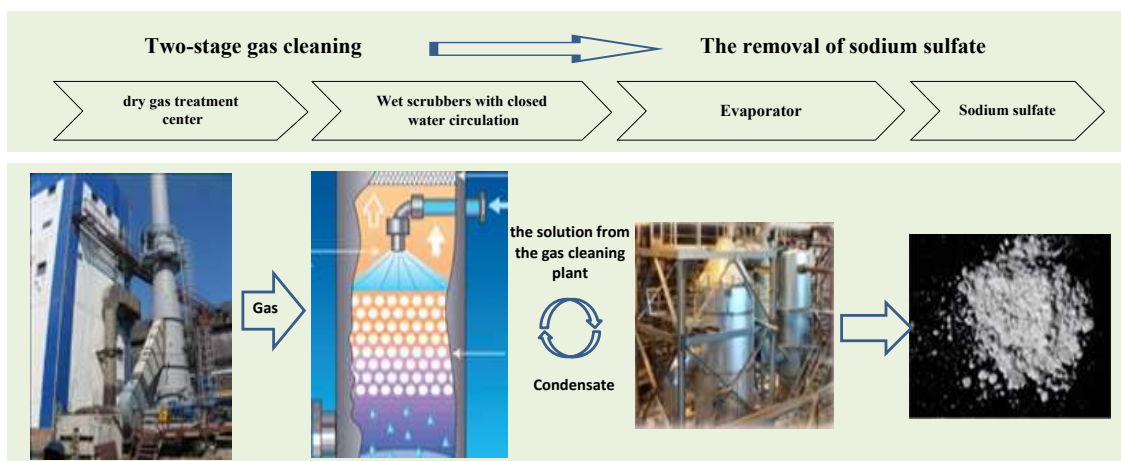 Two-stage gas cleaning
The removal of sodium sulfate
dry gas treatment
center
Wet scrubbers with closed
water circulation
Evaporator
Sodium sulfate
Gas
the solution from
the gas cleaning
plant
Condensate